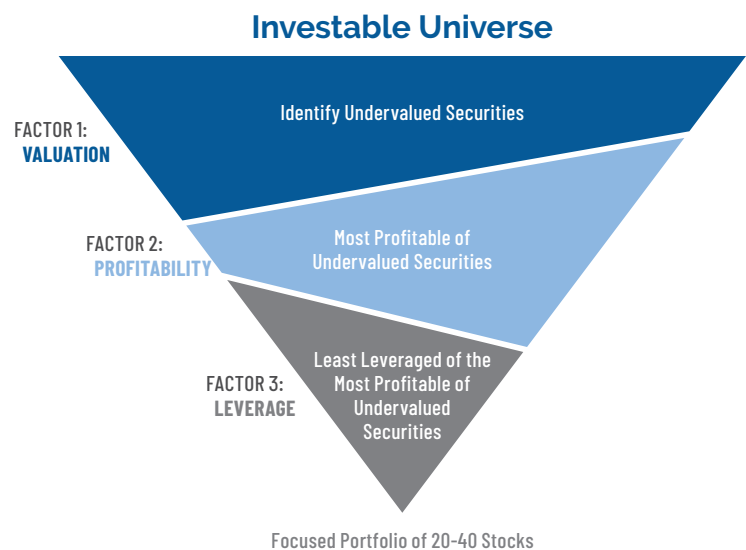 Investable Universe
Identify Undervalued Securities
FACTOR 1:
VALUATION
Most Profitable of
Undervalued Securities
FACTOR 2:
PROFITABILITY
Least Leveraged of the
Most Profitable of
Undervalued
Securities
FACTOR 3:
LEVERAGE
Focused Portfolio of 20-40 Stocks